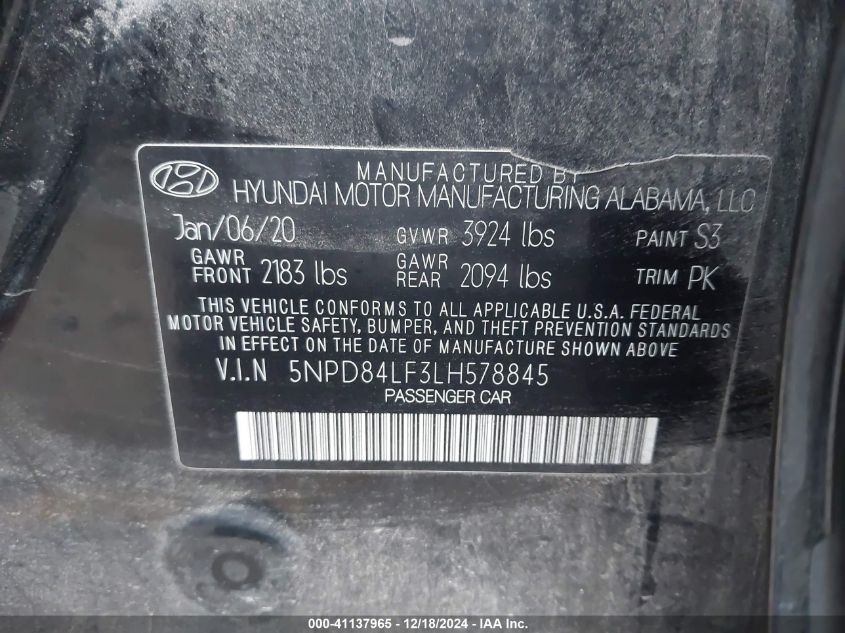 MANUFACTURED BY
HYUNDAI MOTOR MANUFACTURING ALABAMA, LLC
Jan/06/20 GVWR 3924 lbs PAINT S3
GAWR FRONT 2183 lbs GAWR REAR 2094 lbs TRIM PK
THIS VEHICLE CONFORMS TO ALL APPLICABLE U.S.A. FEDERAL
MOTOR VEHICLE SAFETY, BUMPER, AND THEFT PREVENTION STANDARDS
IN EFFECT ON THE DATE OF MANUFACTURE SHOWN ABOVE.
V.I.N 5NPD84LF3LH578845
PASSENGER CAR
000-41137965 - 12/18/2024 - IAA Inc.